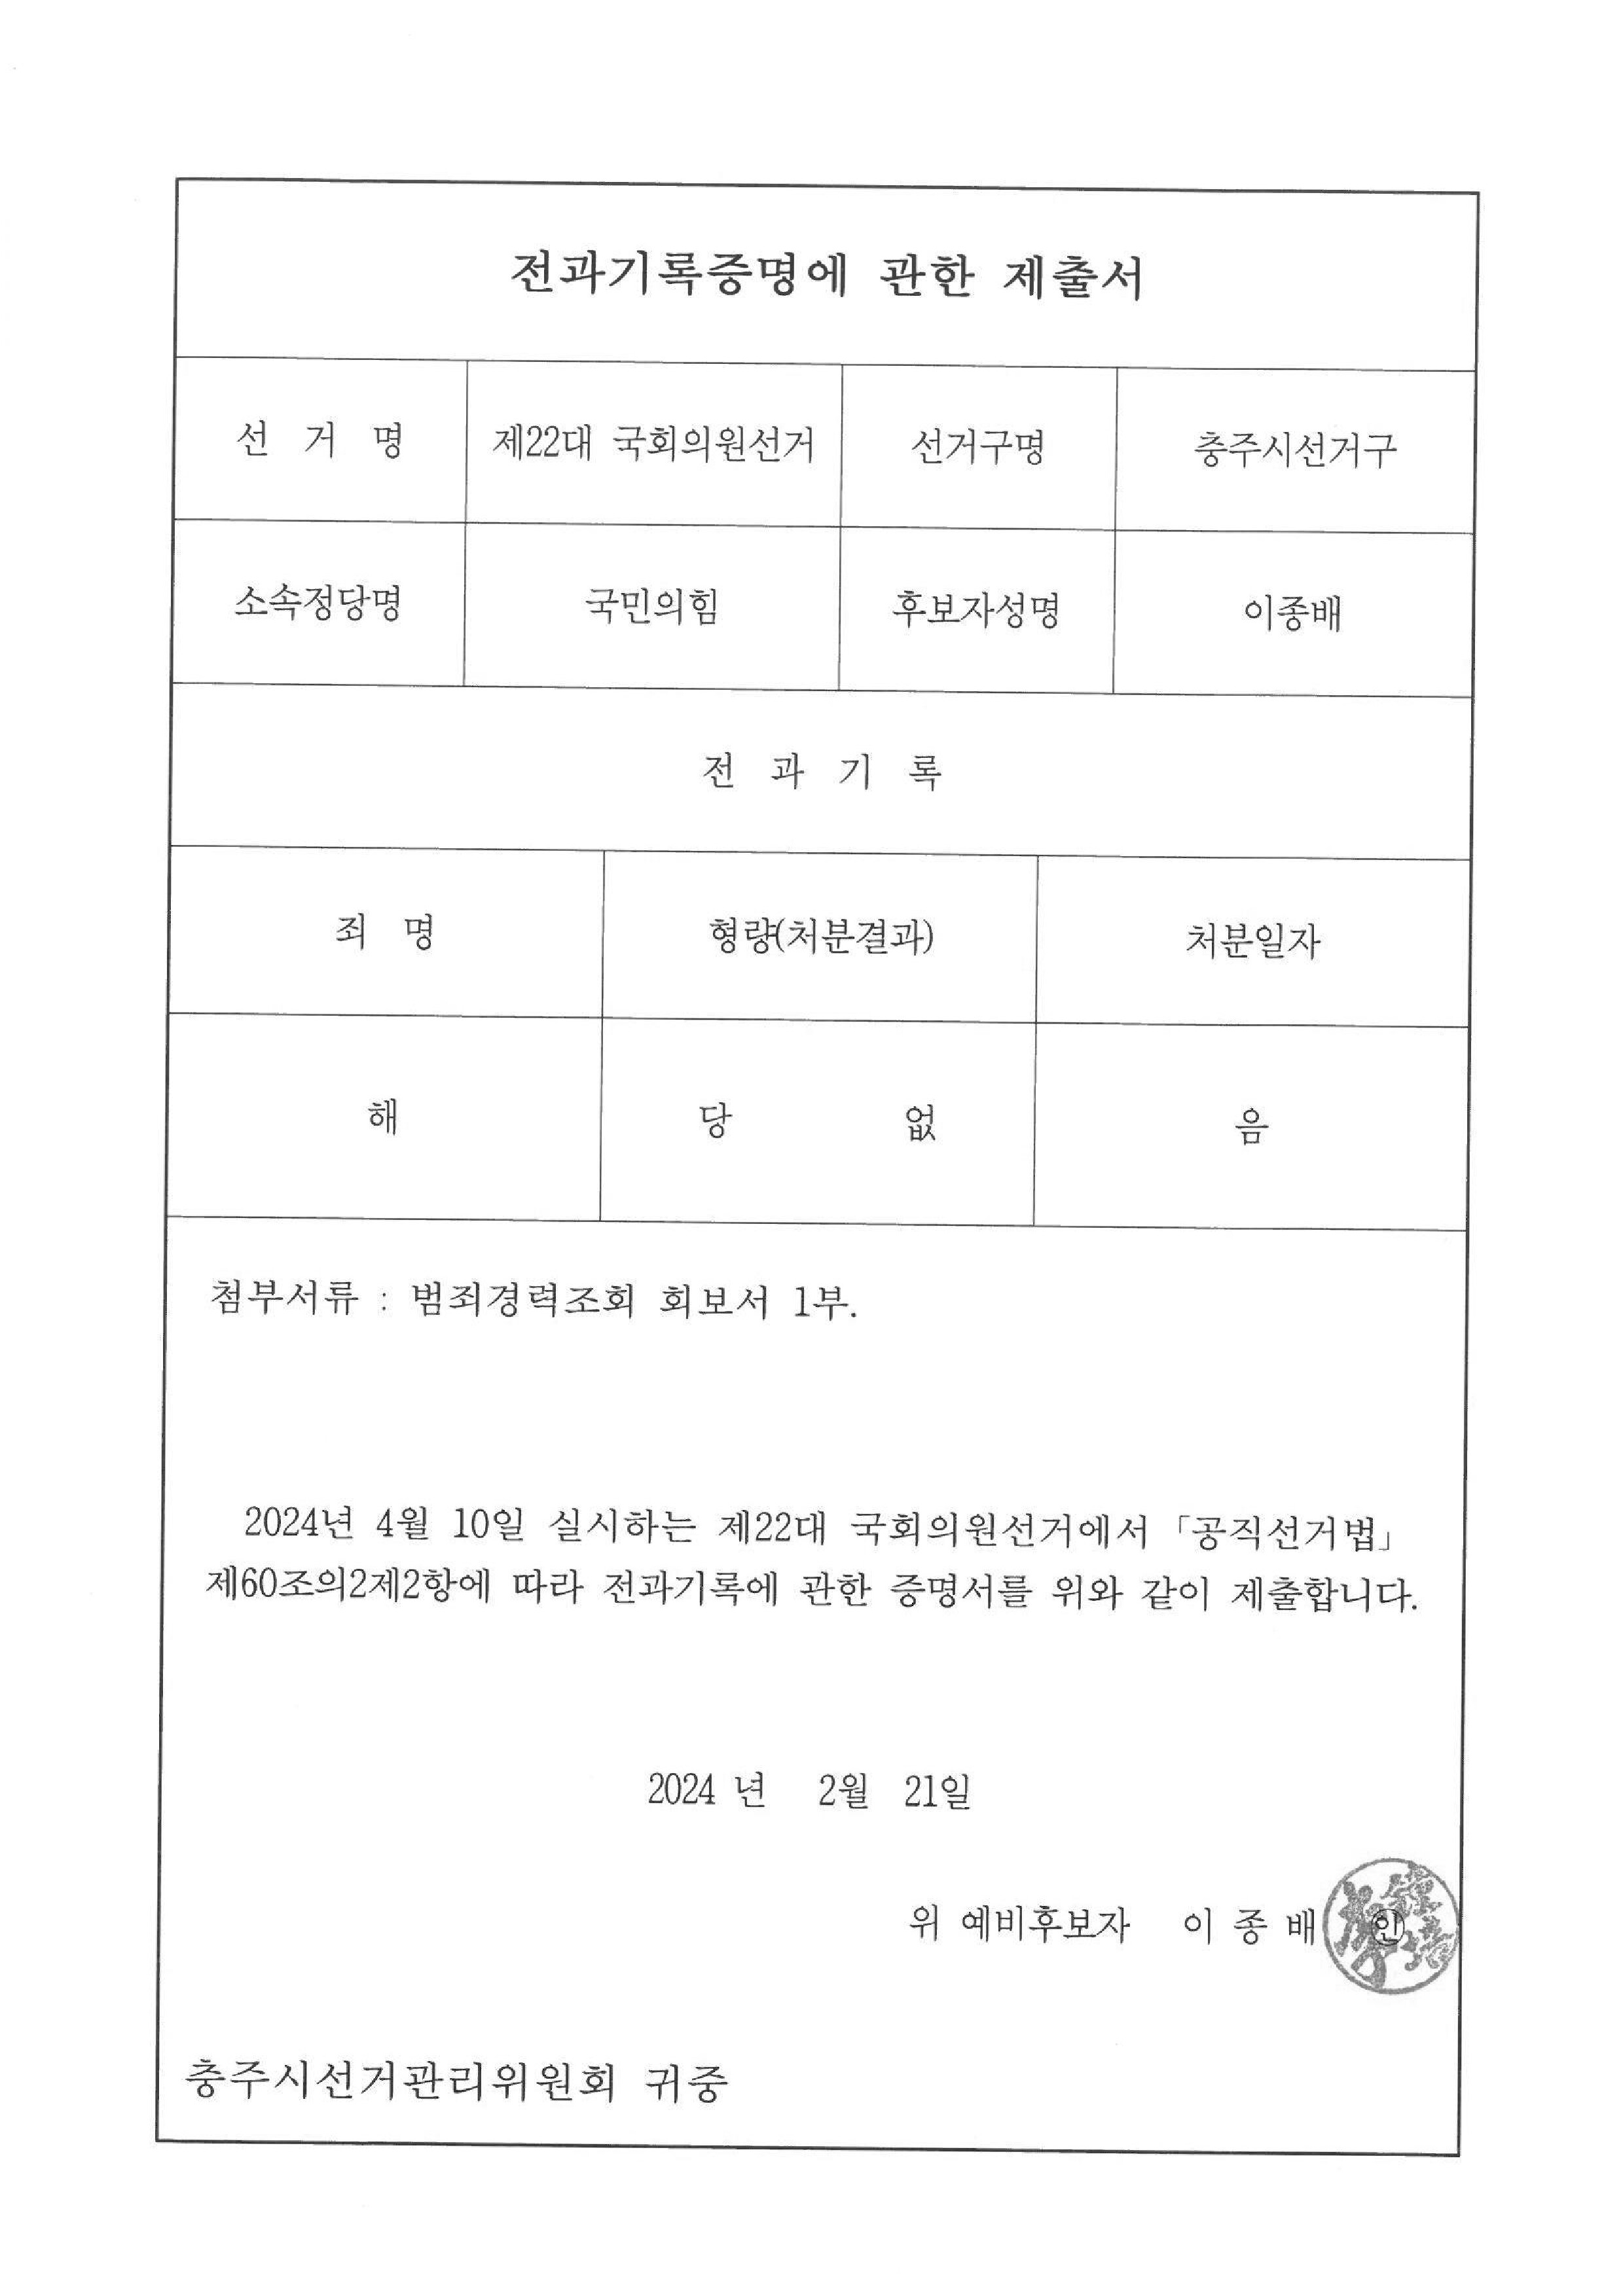 전과기록증명에 관한 제출서
선 거 명 제22대 국회의원선거 선거구명 충주시선거구
소속정당명 국민의힘 후보자성명 이종배
전 과 기 록
죄 명 형량(처분결과) 처분일자
해 당 없 음
첨부서류 : 범죄경력조회 회보서 1부.
2024년 4월 10일 실시하는 제22대 국회의원선거에서 「공직선거법」
제60조의2제2항에 따라 전과기록에 관한 증명서를 위와 같이 제출합니다.
2024 년 2월 21일
위 예비후보자 이 종 배 ㊞
충주시선거관리위원회 귀중